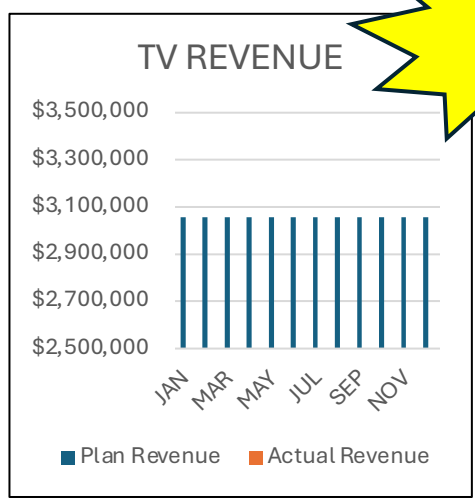 TV REVENUE
$3,500,000
$3,300,000
$3,100,000
$2,900,000
$2,700,000
$2,500,000
JAN MAR MAY JUL SEP NOV
Plan Revenue Actual Revenue